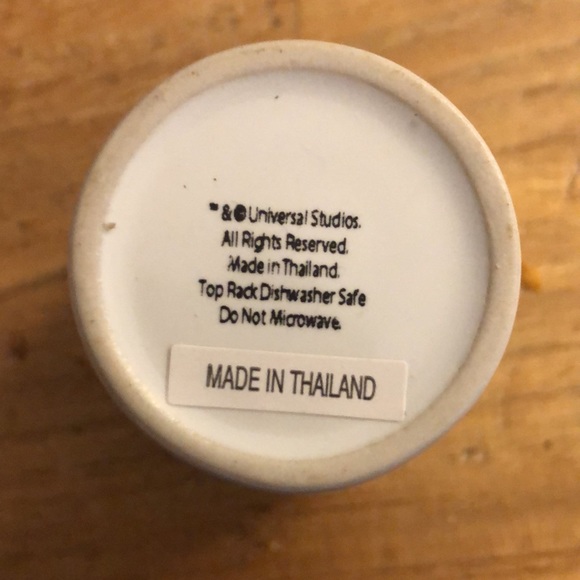 ™ & © Universal Studios.
All Rights Reserved.
Made in Thailand.
Top Rack Dishwasher Safe
Do Not Microwave.
MADE IN THAILAND